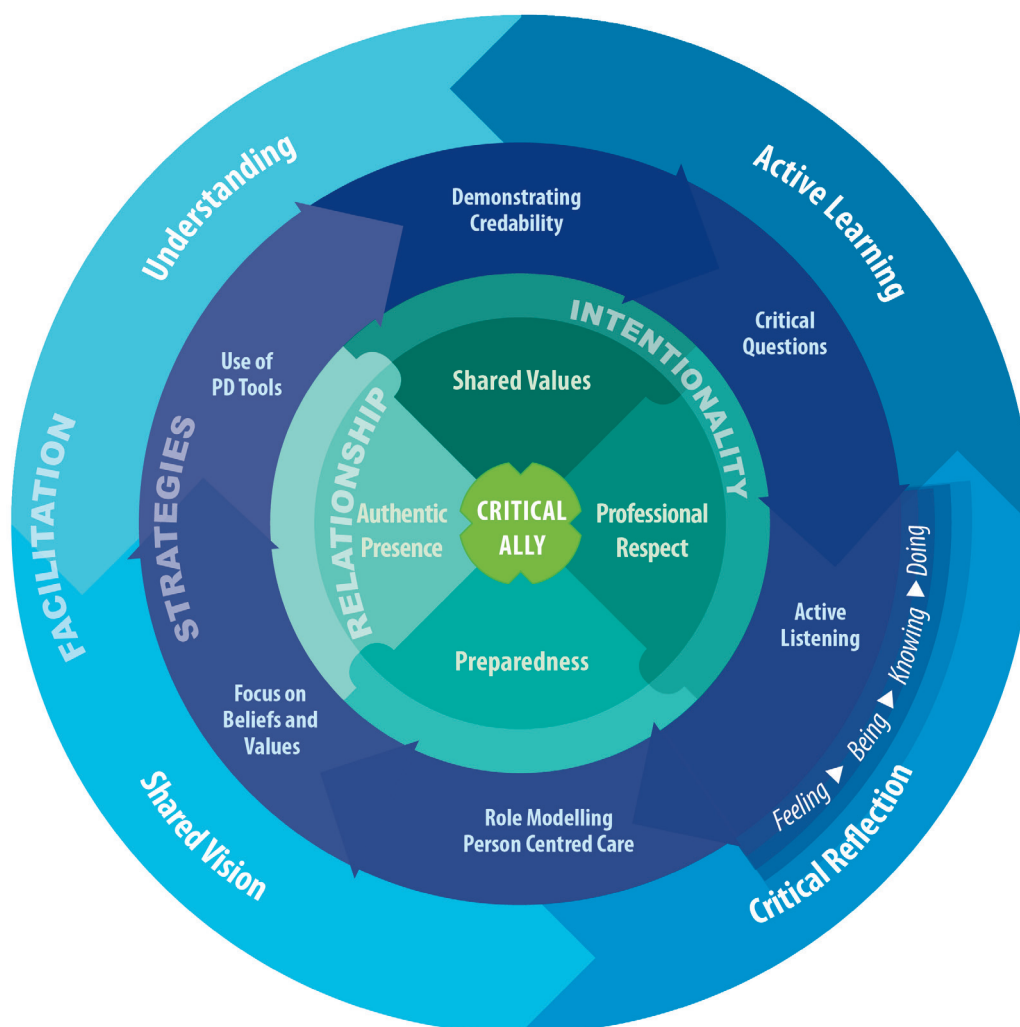 FACILITATION
Understanding
Active Learning
Critical Reflection
Feeling ▶ Being ▶ Knowing ▶ Doing
Shared Vision
STRATEGIES
Demonstrating
Credability
Critical
Questions
Active
Listening
Role Modelling
Person Centred Care
Focus on
Beliefs and
Values
Use of
PD Tools
RELATIONSHIP
INTENTIONALITY
Shared Values
Professional
Respect
Preparedness
Authentic
Presence
CRITICAL
ALLY